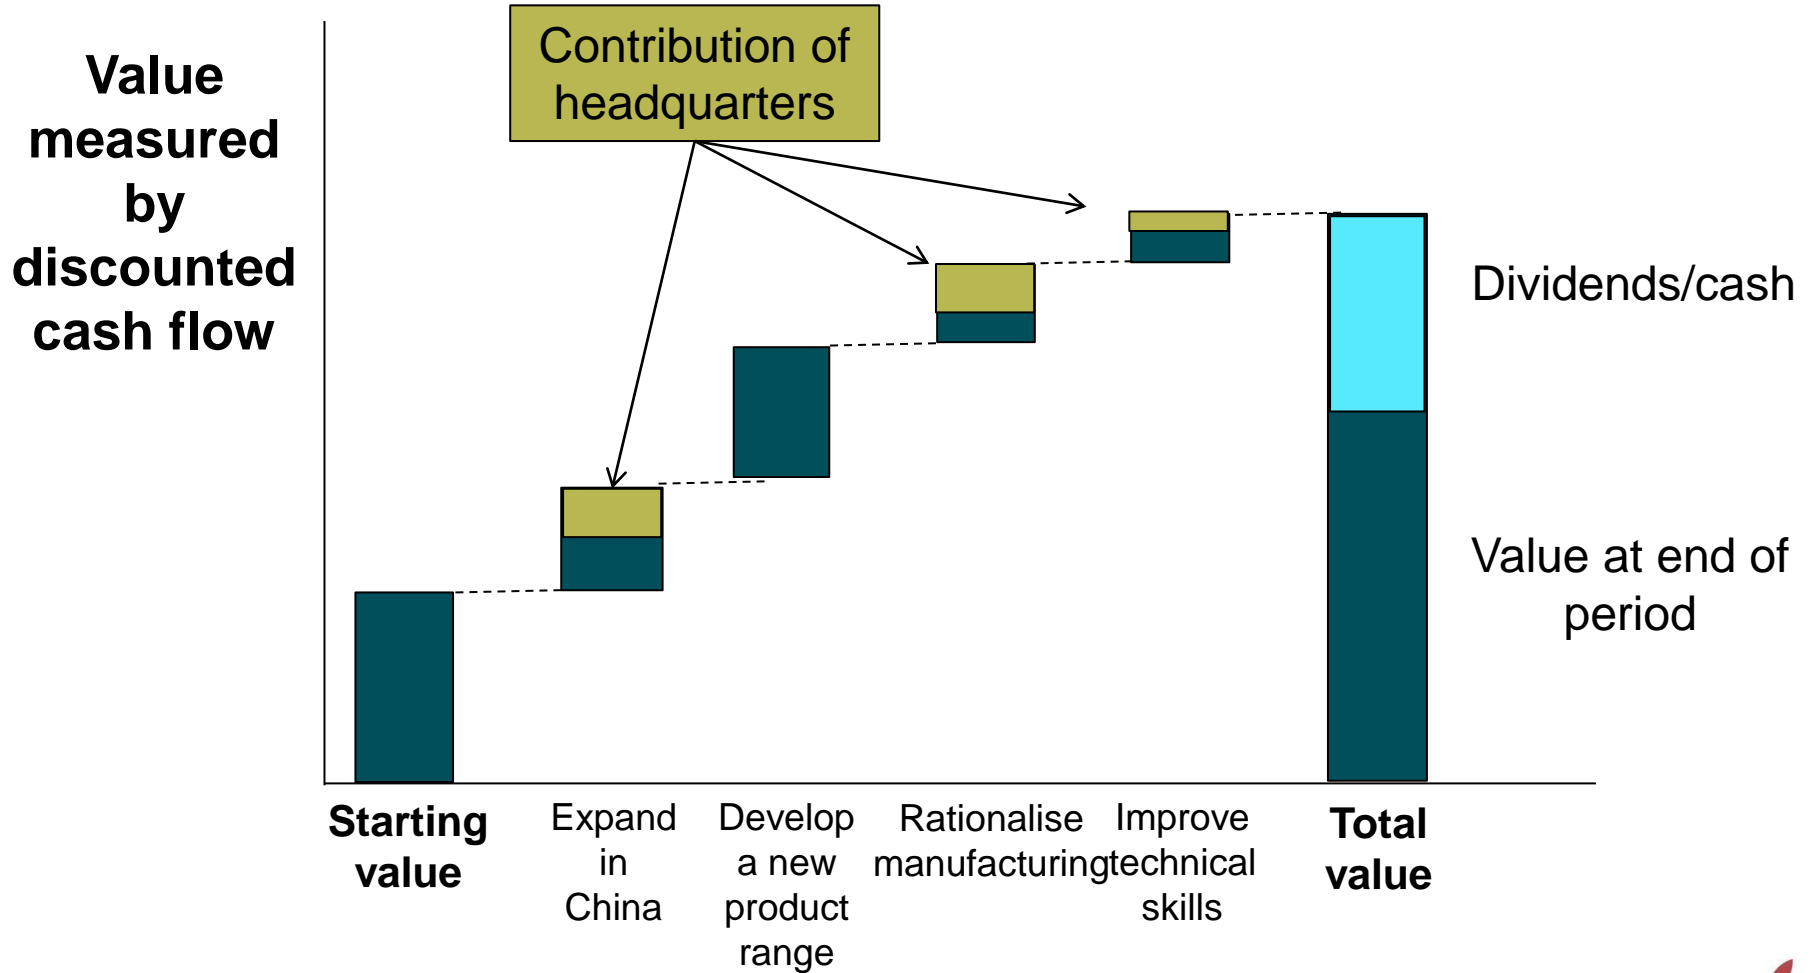 Value
measured
by
discounted
cash flow
Contribution of
headquarters
Dividends/cash
Value at end of
period
Starting
value
Expand
in
China
Develop
a new
product
range
Rationalise
manufacturing
Improve
technical
skills
Total
value